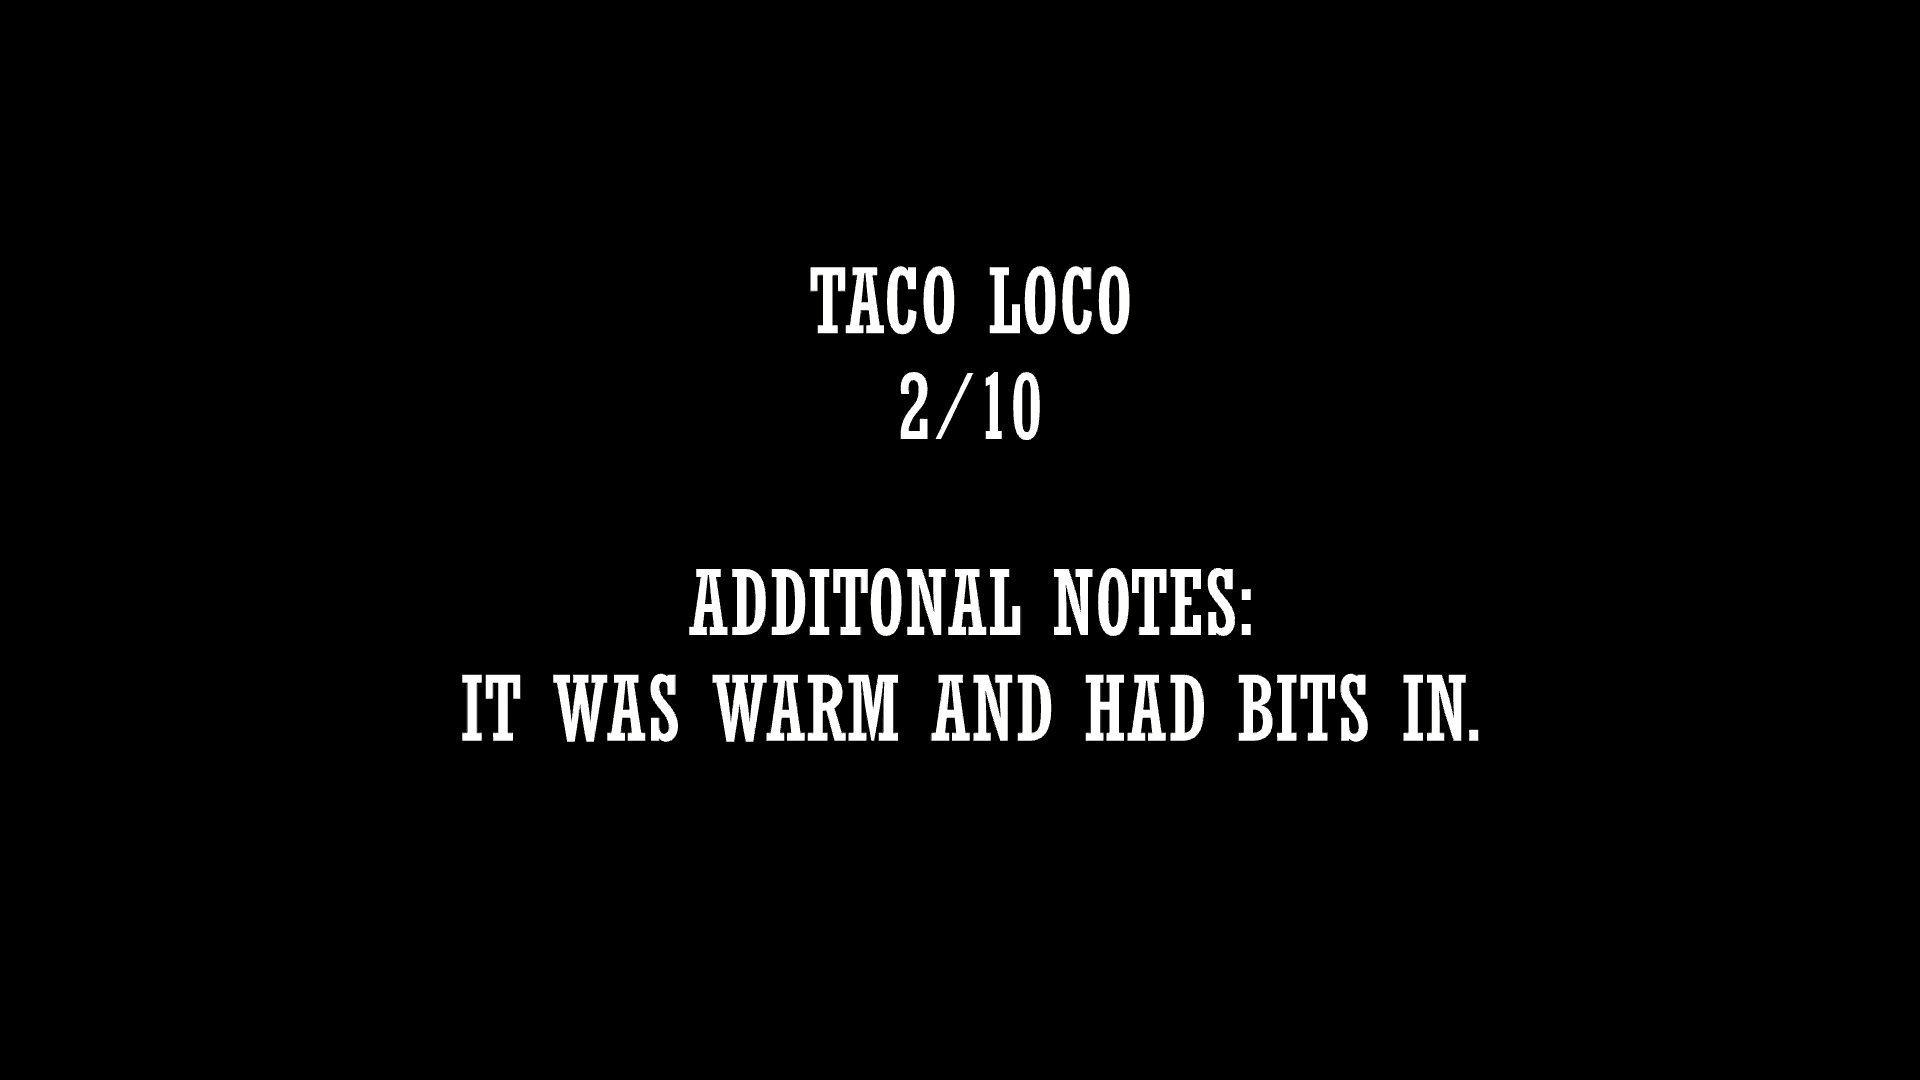 TACO LOCO
2/10
ADDITONAL NOTES:
IT WAS WARM AND HAD BITS IN.